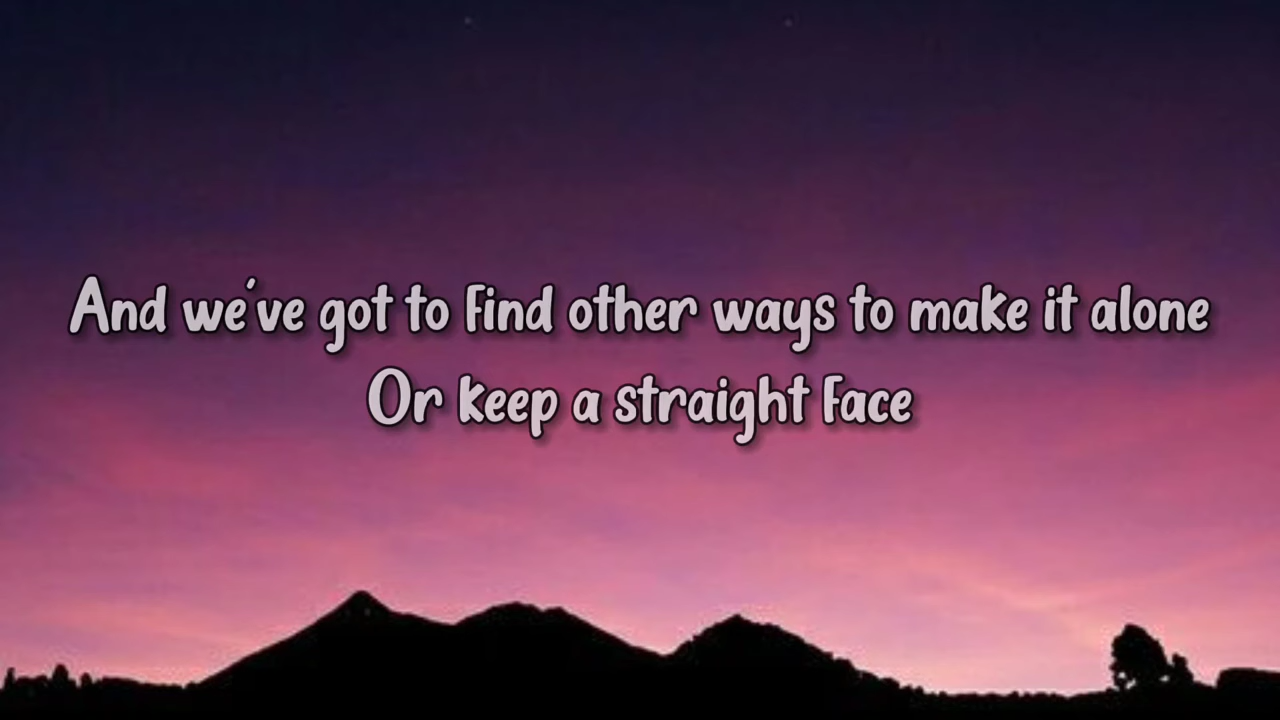 And we've got to find other ways to make it alone
Or keep a straight face